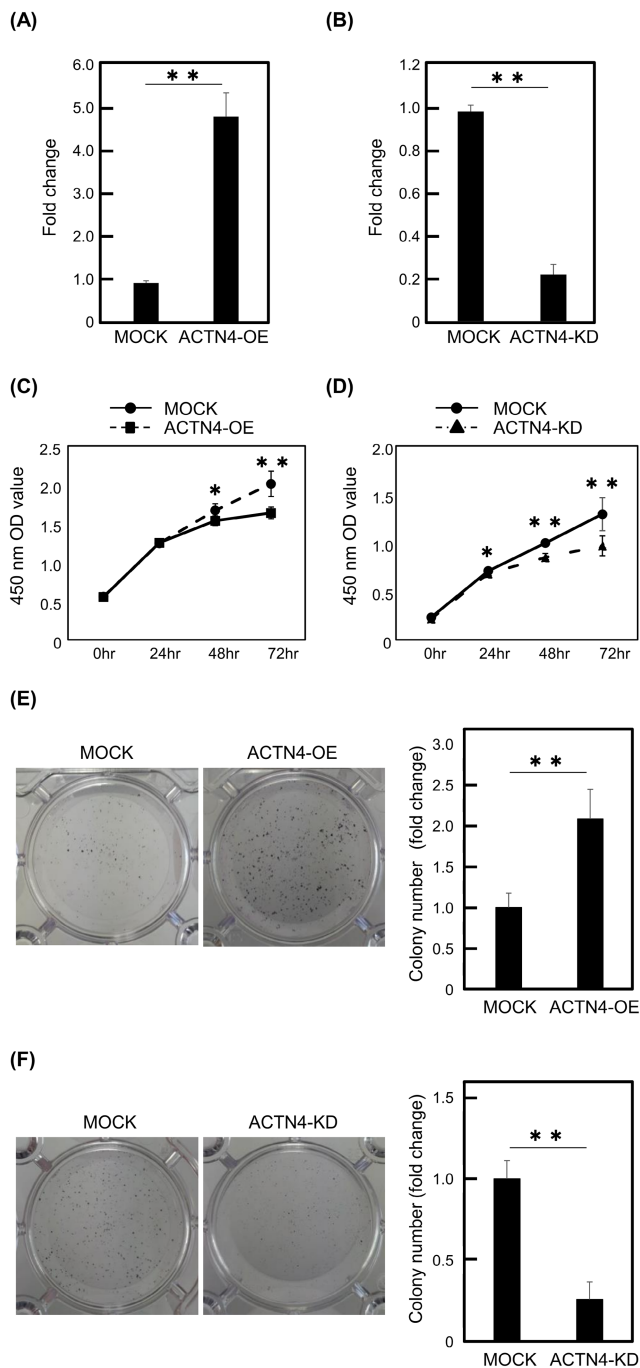 (A)
(B)
Fold change
6.0
5.0
4.0
3.0
2.0
1.0
0
* *
MOCK ACTN4-OE
Fold change
1.2
1.0
0.8
0.6
0.4
0.2
0
* *
MOCK ACTN4-KD
(C)
MOCK
ACTN4-OE
450 nm OD value
2.5
2.0
1.5
1.0
0.5
0
*
* *
0hr 24hr 48hr 72hr
(D)
MOCK
ACTN4-KD
450 nm OD value
2.0
1.5
1.0
0.5
0
*
* *
* *
0hr 24hr 48hr 72hr
(E)
MOCK
ACTN4-OE
Colony number (fold change)
3.0
2.5
2.0
1.5
1.0
0.5
0
* *
MOCK ACTN4-OE
(F)
MOCK
ACTN4-KD
Colony number (fold change)
1.5
1.0
0.5
0
* *
MOCK ACTN4-KD